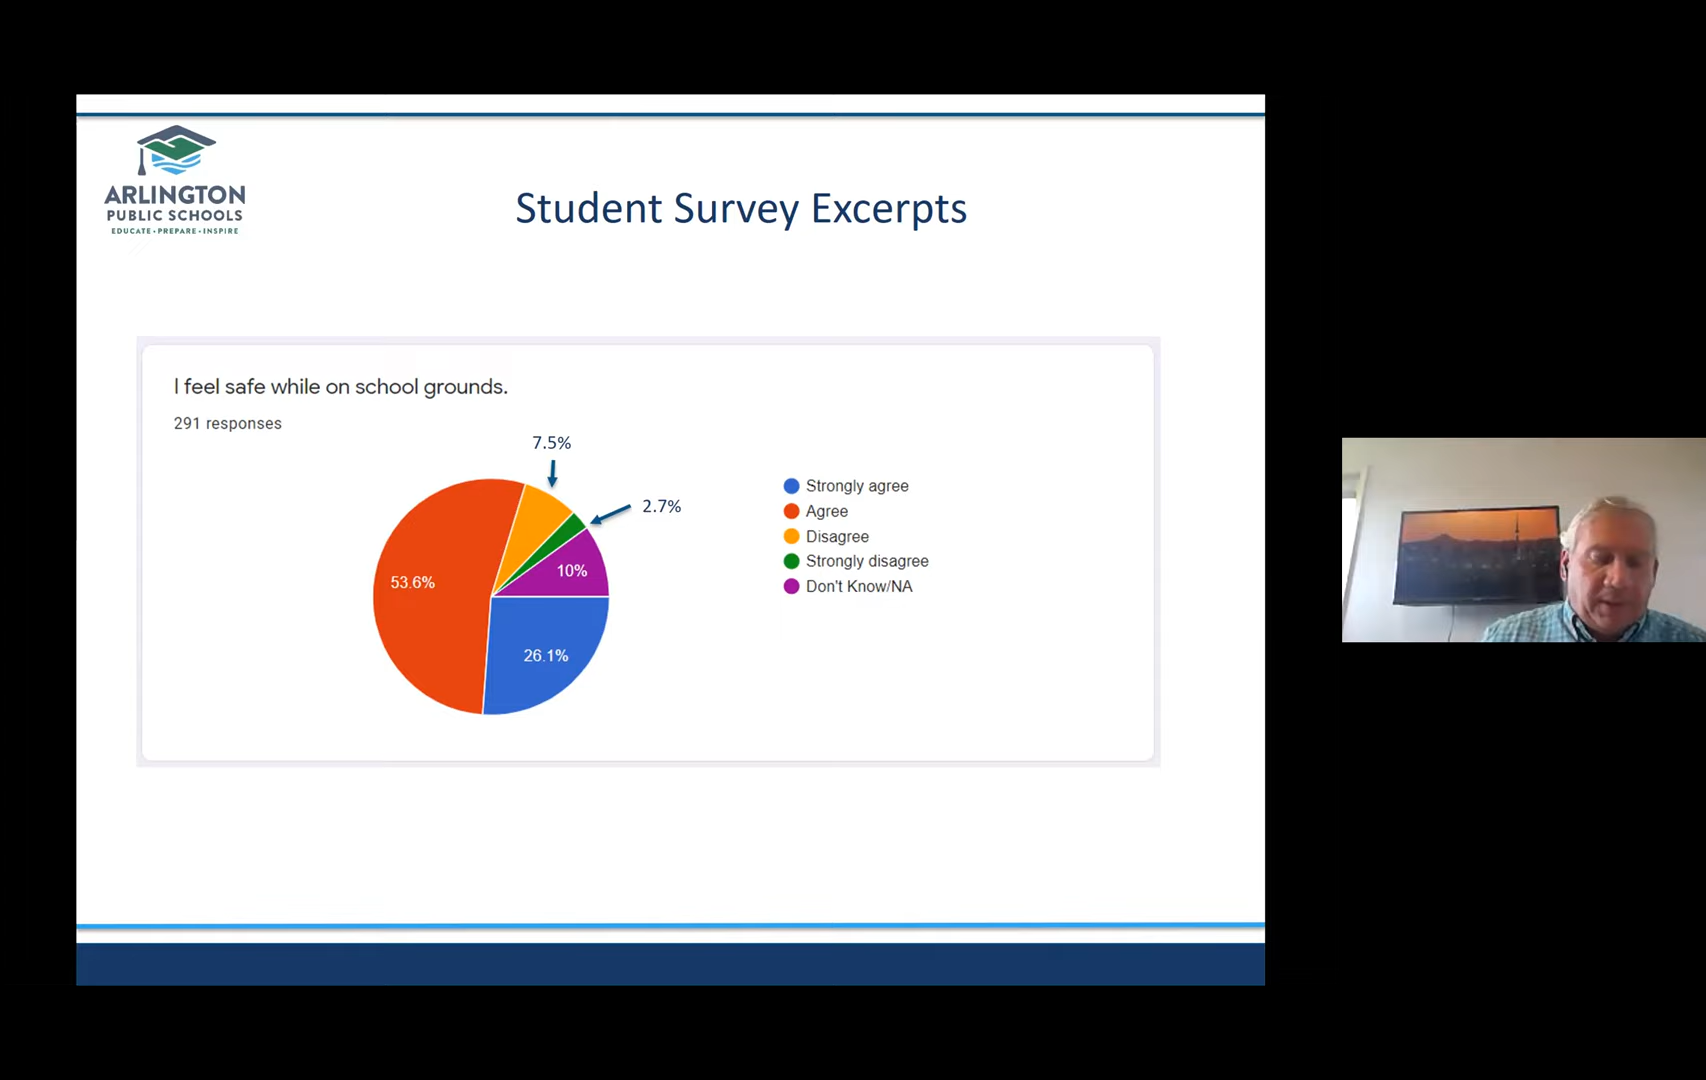 ARLINGTON
PUBLIC SCHOOLS
EDUCATE • PREPARE • INSPIRE
Student Survey Excerpts
I feel safe while on school grounds.
291 responses
7.5%
2.7%
10%
53.6%
26.1%
Strongly agree
Agree
Disagree
Strongly disagree
Don't Know/NA